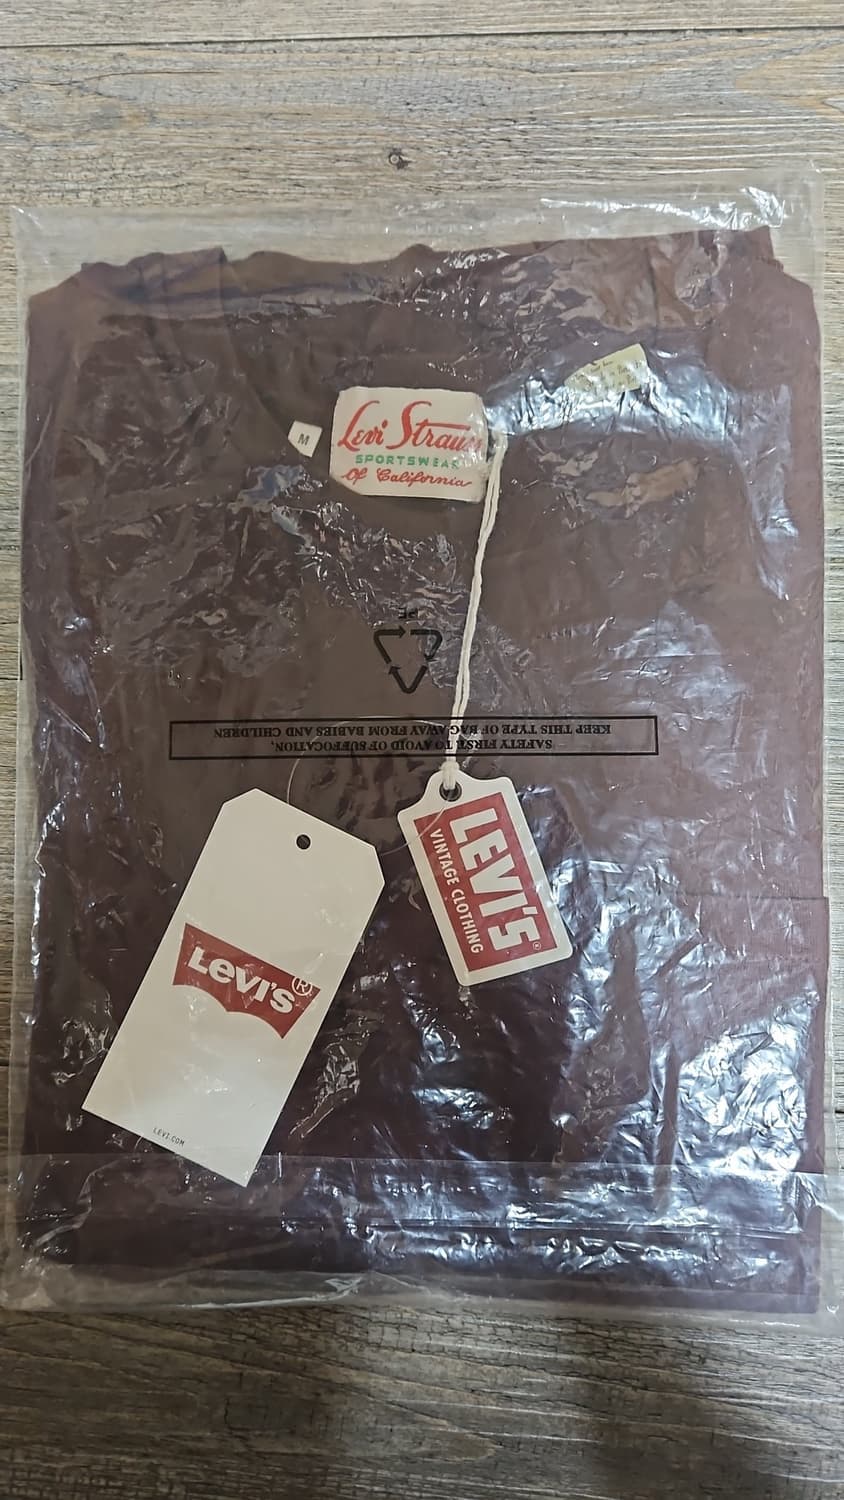 M
Levi Strauss
SPORTSWEAR
Of California
PE
SAFETY FIRST: TO AVOID OF SUFFOCATION,
KEEP THIS TYPE OF BAG AWAY FROM BABIES AND CHILDREN
LEVI'S®
VINTAGE CLOTHING
LEVI'S®
LEVI.COM